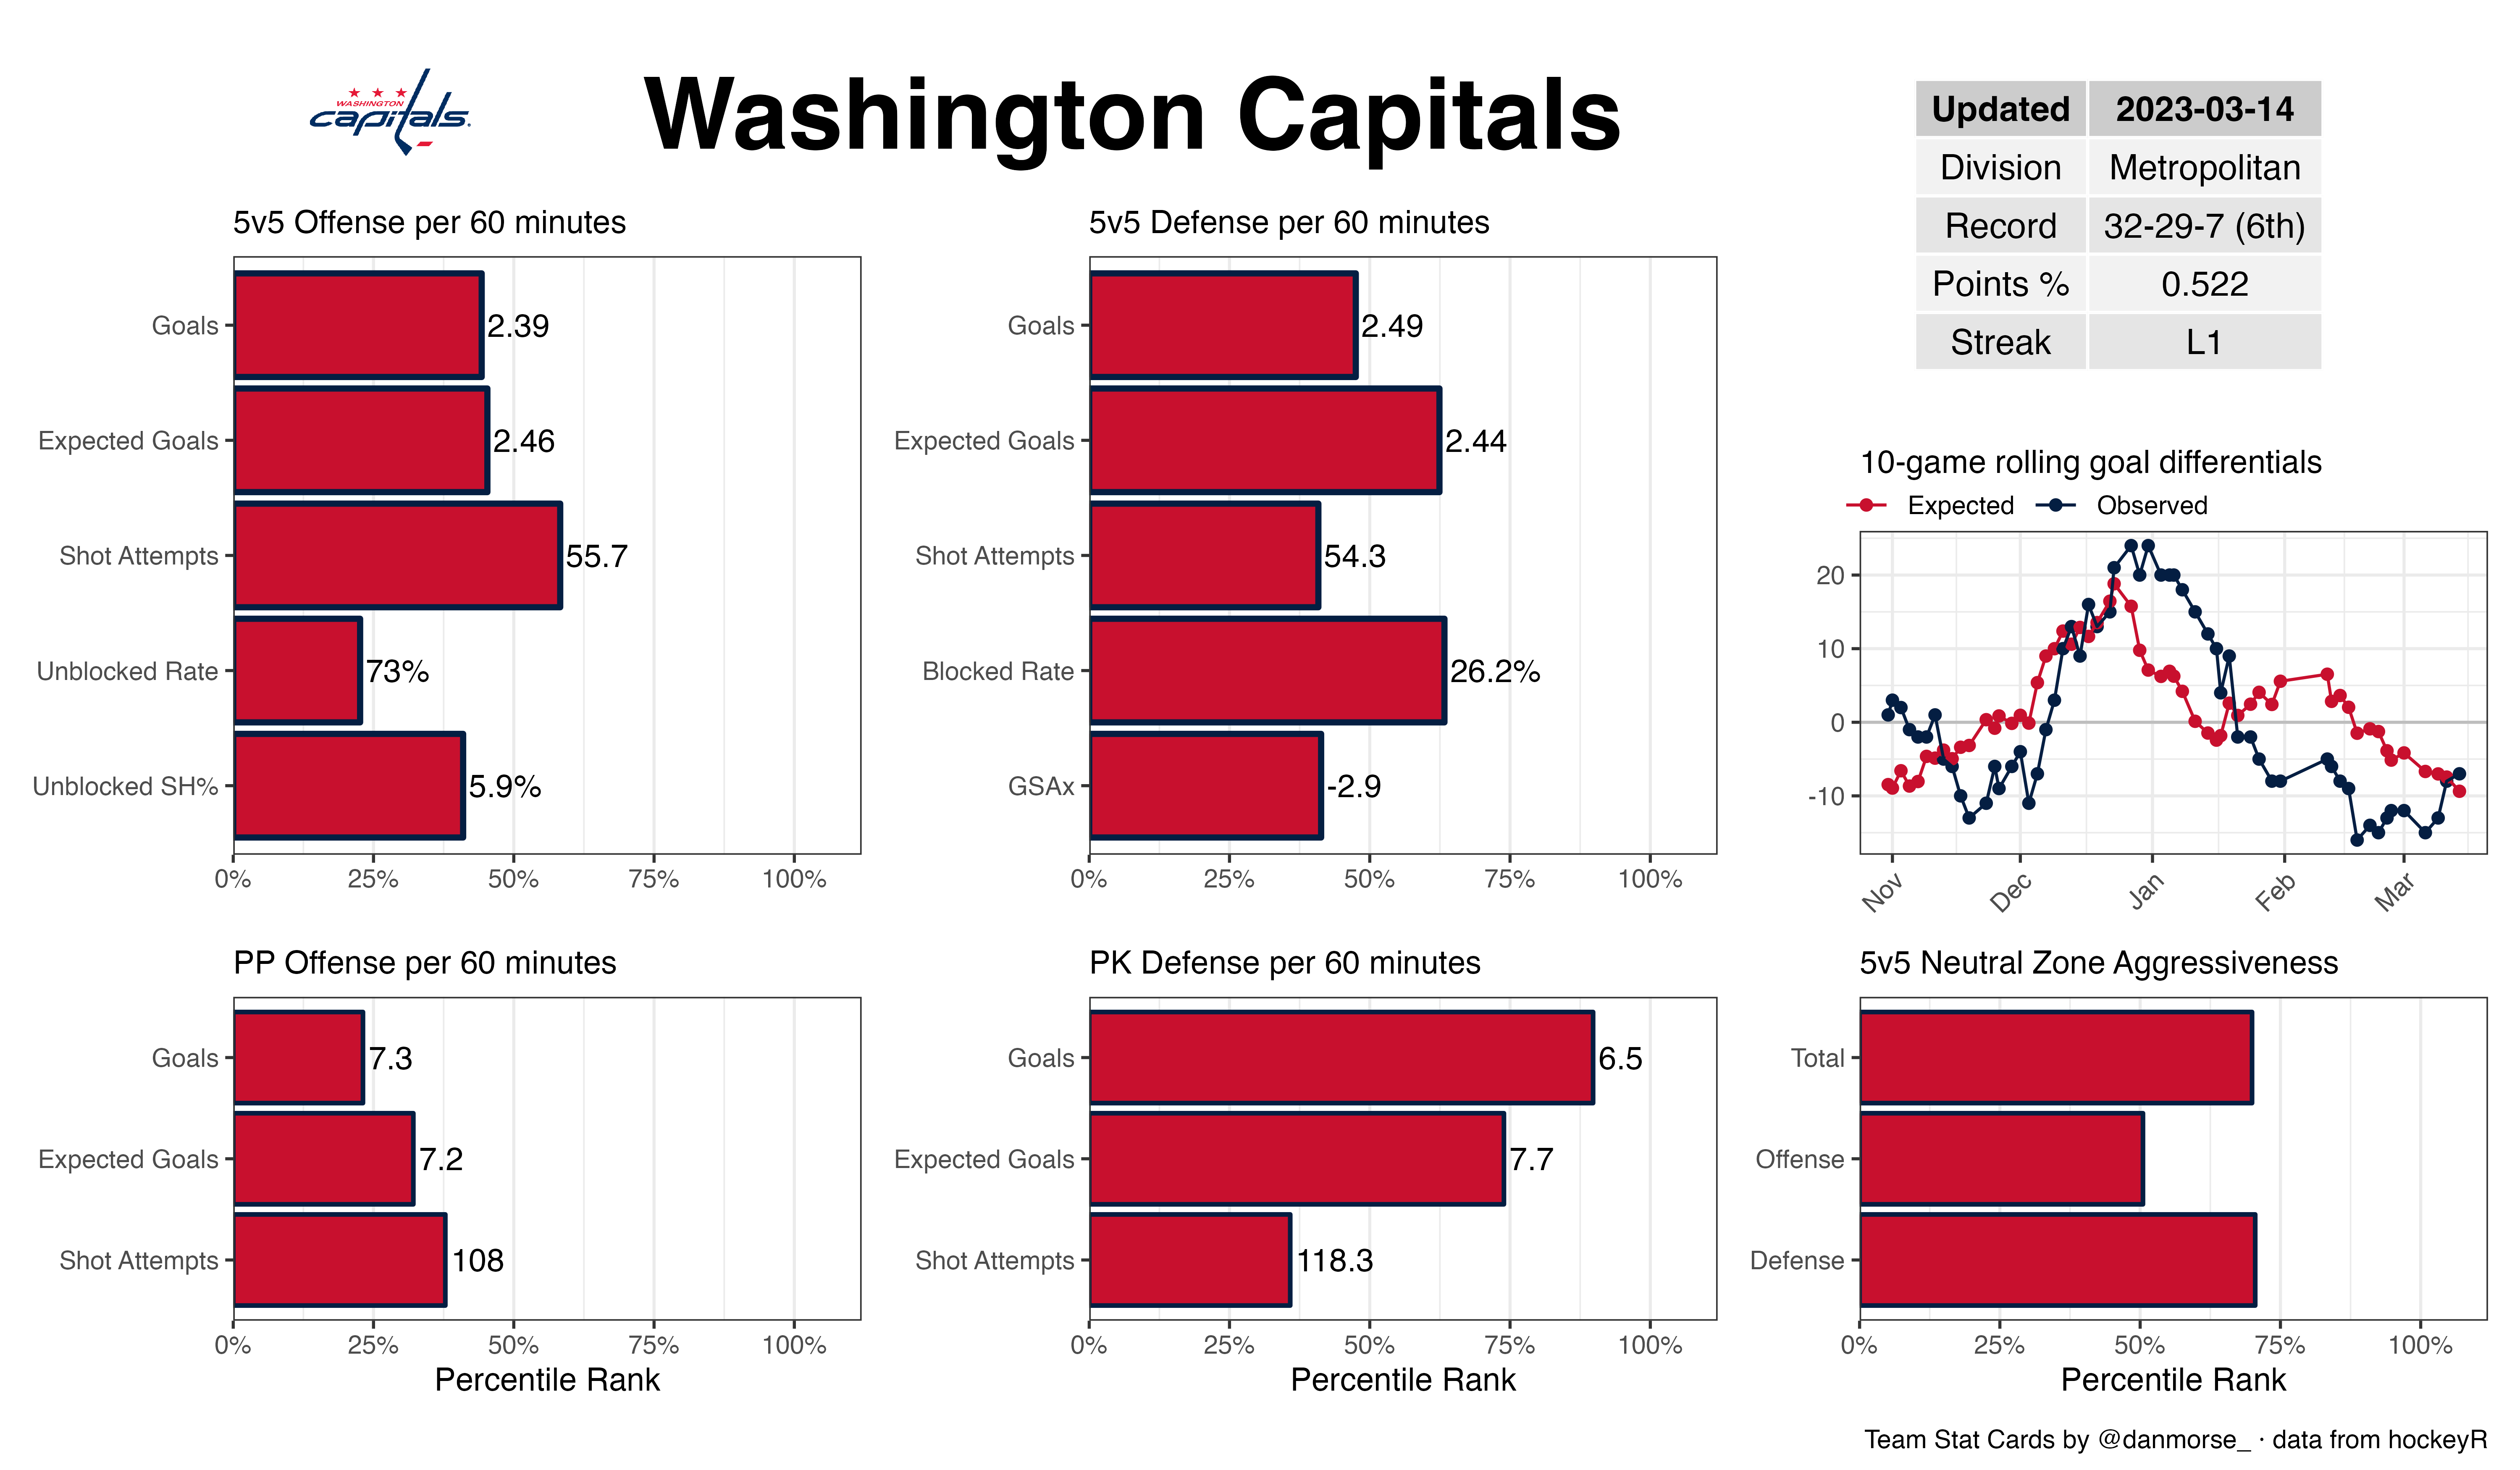 WASHINGTON
capitals.
Washington Capitals
Updated 2023-03-14
Division Metropolitan
Record 32-29-7 (6th)
Points % 0.522
Streak L1
5v5 Offense per 60 minutes
Goals 2.39
Expected Goals 2.46
Shot Attempts 55.7
Unblocked Rate 73%
Unblocked SH% 5.9%
0% 25% 50% 75% 100%
5v5 Defense per 60 minutes
Goals 2.49
Expected Goals 2.44
Shot Attempts 54.3
Blocked Rate 26.2%
GSAx -2.9
0% 25% 50% 75% 100%
10-game rolling goal differentials
Expected Observed
20
10
0
-10
Nov Dec Jan Feb Mar
PP Offense per 60 minutes
Goals 7.3
Expected Goals 7.2
Shot Attempts 108
0% 25% 50% 75% 100%
Percentile Rank
PK Defense per 60 minutes
Goals 6.5
Expected Goals 7.7
Shot Attempts 118.3
0% 25% 50% 75% 100%
Percentile Rank
5v5 Neutral Zone Aggressiveness
Total
Offense
Defense
0% 25% 50% 75% 100%
Percentile Rank
Team Stat Cards by @danmorse_ · data from hockeyR